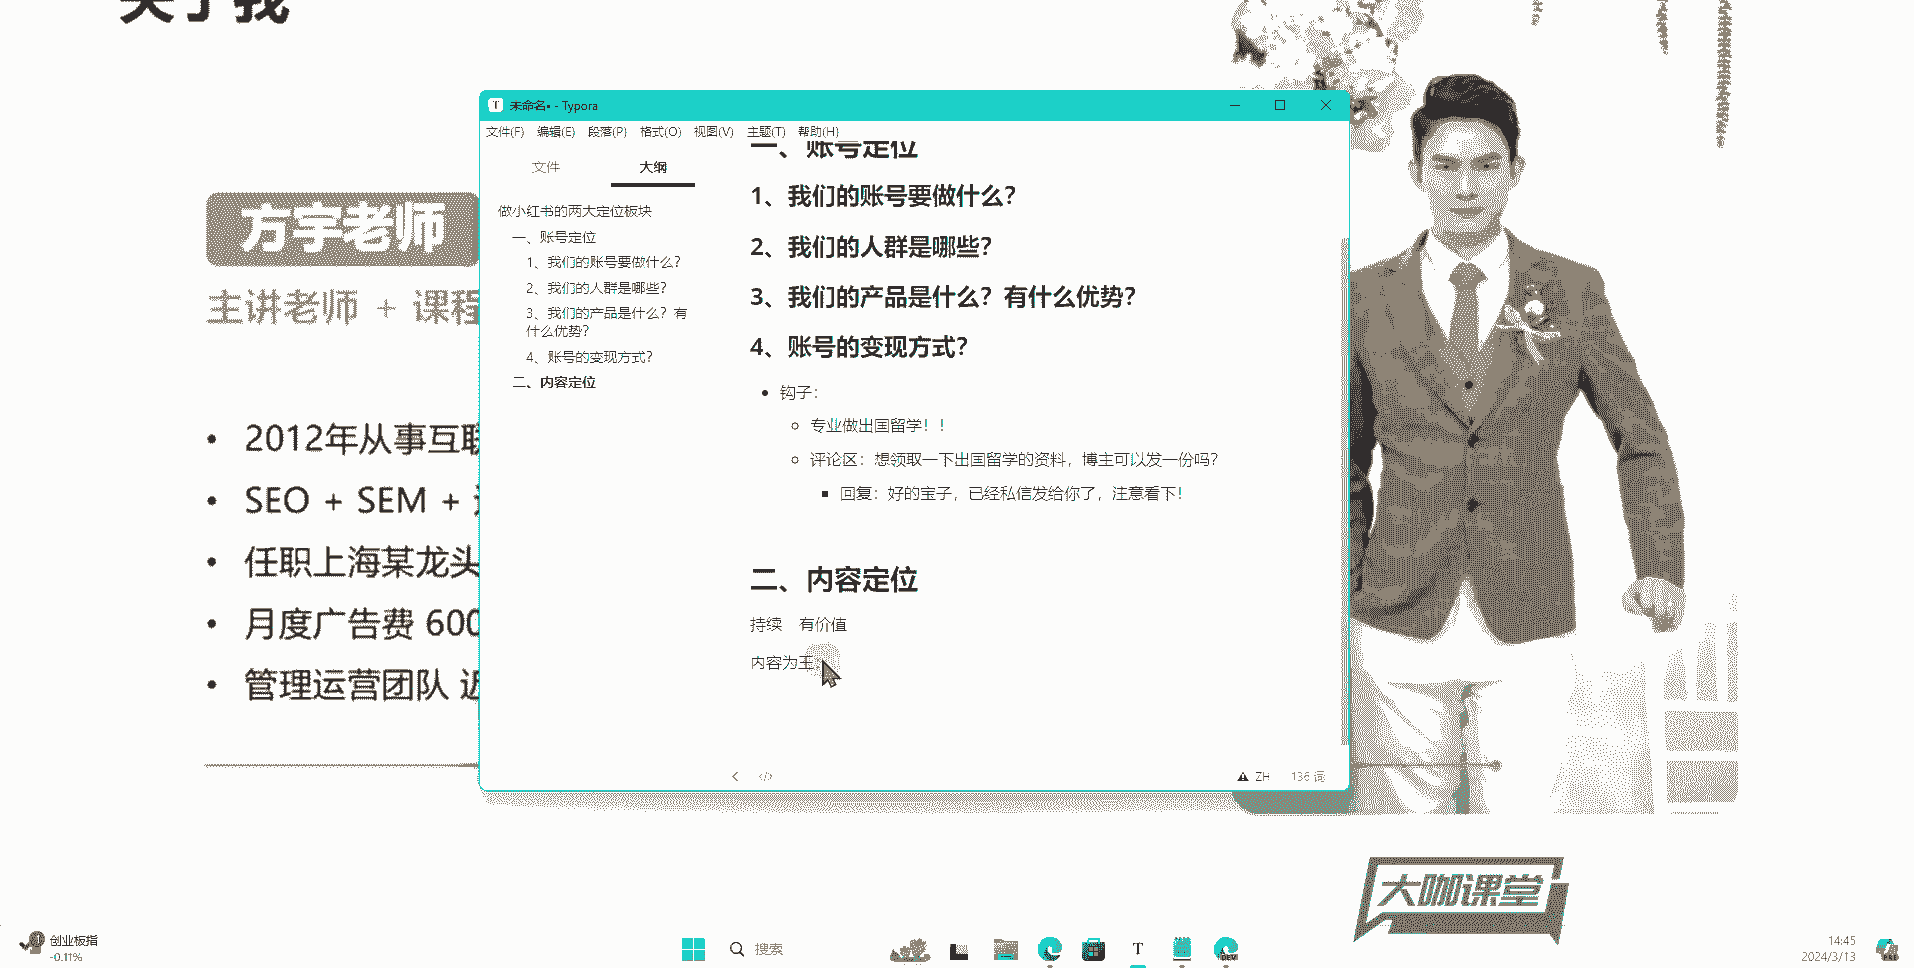 关于我
方宇老师
主讲老师 + 课程
2012年从事互联
SEO + SEM +
任职上海某龙头
月度广告费 600
管理运营团队 近
未命名• - Typora
文件(F) 编辑(E) 段落(P) 格式(O) 视图(V) 主题(T) 帮助(H)
文件 大纲
做小红书的两大定位板块
一、账号定位
1、我们的账号要做什么？
2、我们的人群是哪些？
3、我们的产品是什么？有
什么优势？
4、账号的变现方式？
二、内容定位
一、账号定位
1、我们的账号要做什么？
2、我们的人群是哪些？
3、我们的产品是什么？有什么优势？
4、账号的变现方式？
钩子：
专业做出国留学！！
评论区：想领取一下出国留学的资料，博主可以发一份吗？
回复：好的宝子，已经私信发给你了，注意看下！
二、内容定位
持续 有价值
内容为王
ZH 136 词
大咖课堂
创业板指
-0.11%
搜索
T
DEV
14:45
2024/3/13
PRE